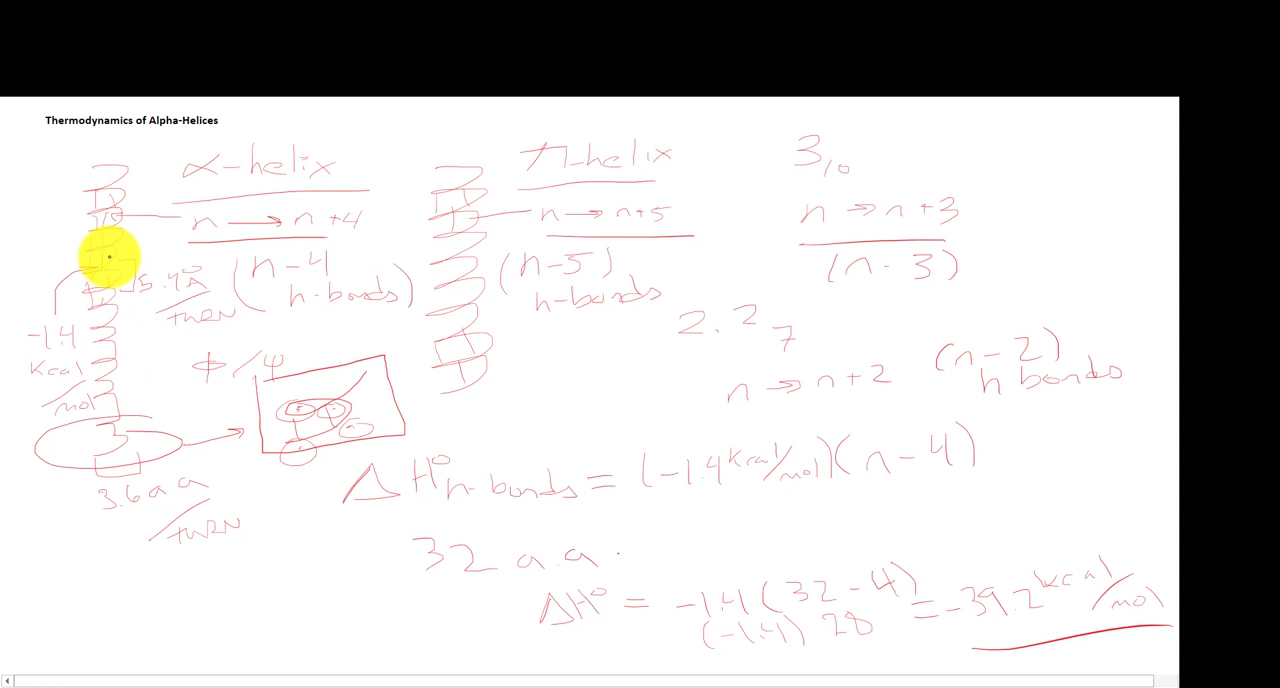 Thermodynamics of Alpha-Helices
α-helix
n → n+4
(n-4
h-bonds)
5.4Å
/TURN
-1.4
Kcal
/mol
3.6 a a
/TURN
Φ/Ψ
π-helix
n → n+5
(n-5)
h-bonds
3₁₀
n → n+3
(n-3)
2.2₇
n → n+2
(n-2)
h bonds
ΔH° h-bonds = (-1.4 Kcal/mol)(n-4)
32 a.a.
ΔH° = -1.4(32-4) = -39.2 Kcal/mol
(-1.4) 28